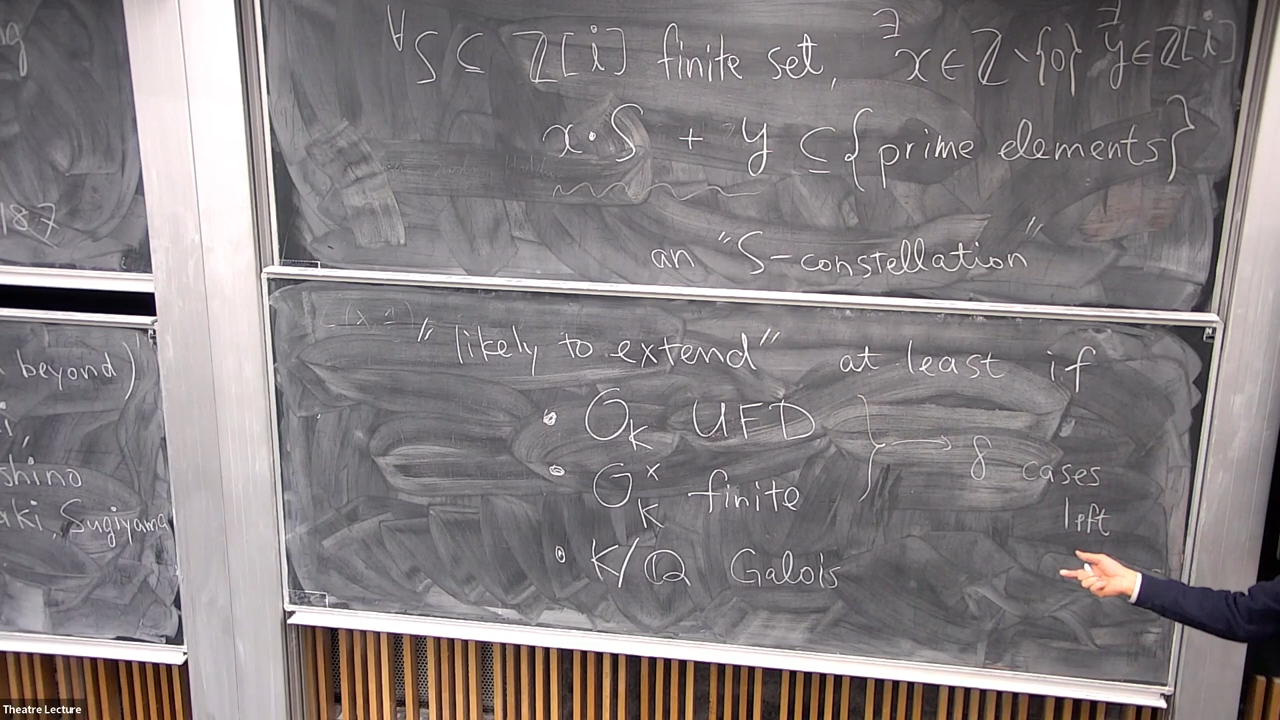 187
beyond)
shino
aki, Sugiyama
∀S ⊆ ℤ[i] finite set, ∃x ∈ ℤ∖{0} ∃y ∈ ℤ[i]
x·S + y ⊆ {prime elements}
an "S-constellation"
"likely to extend" at least if
• O_K UFD
} → 8 cases left
• O_K^× finite
• K/ℚ Galois
Theatre Lecture